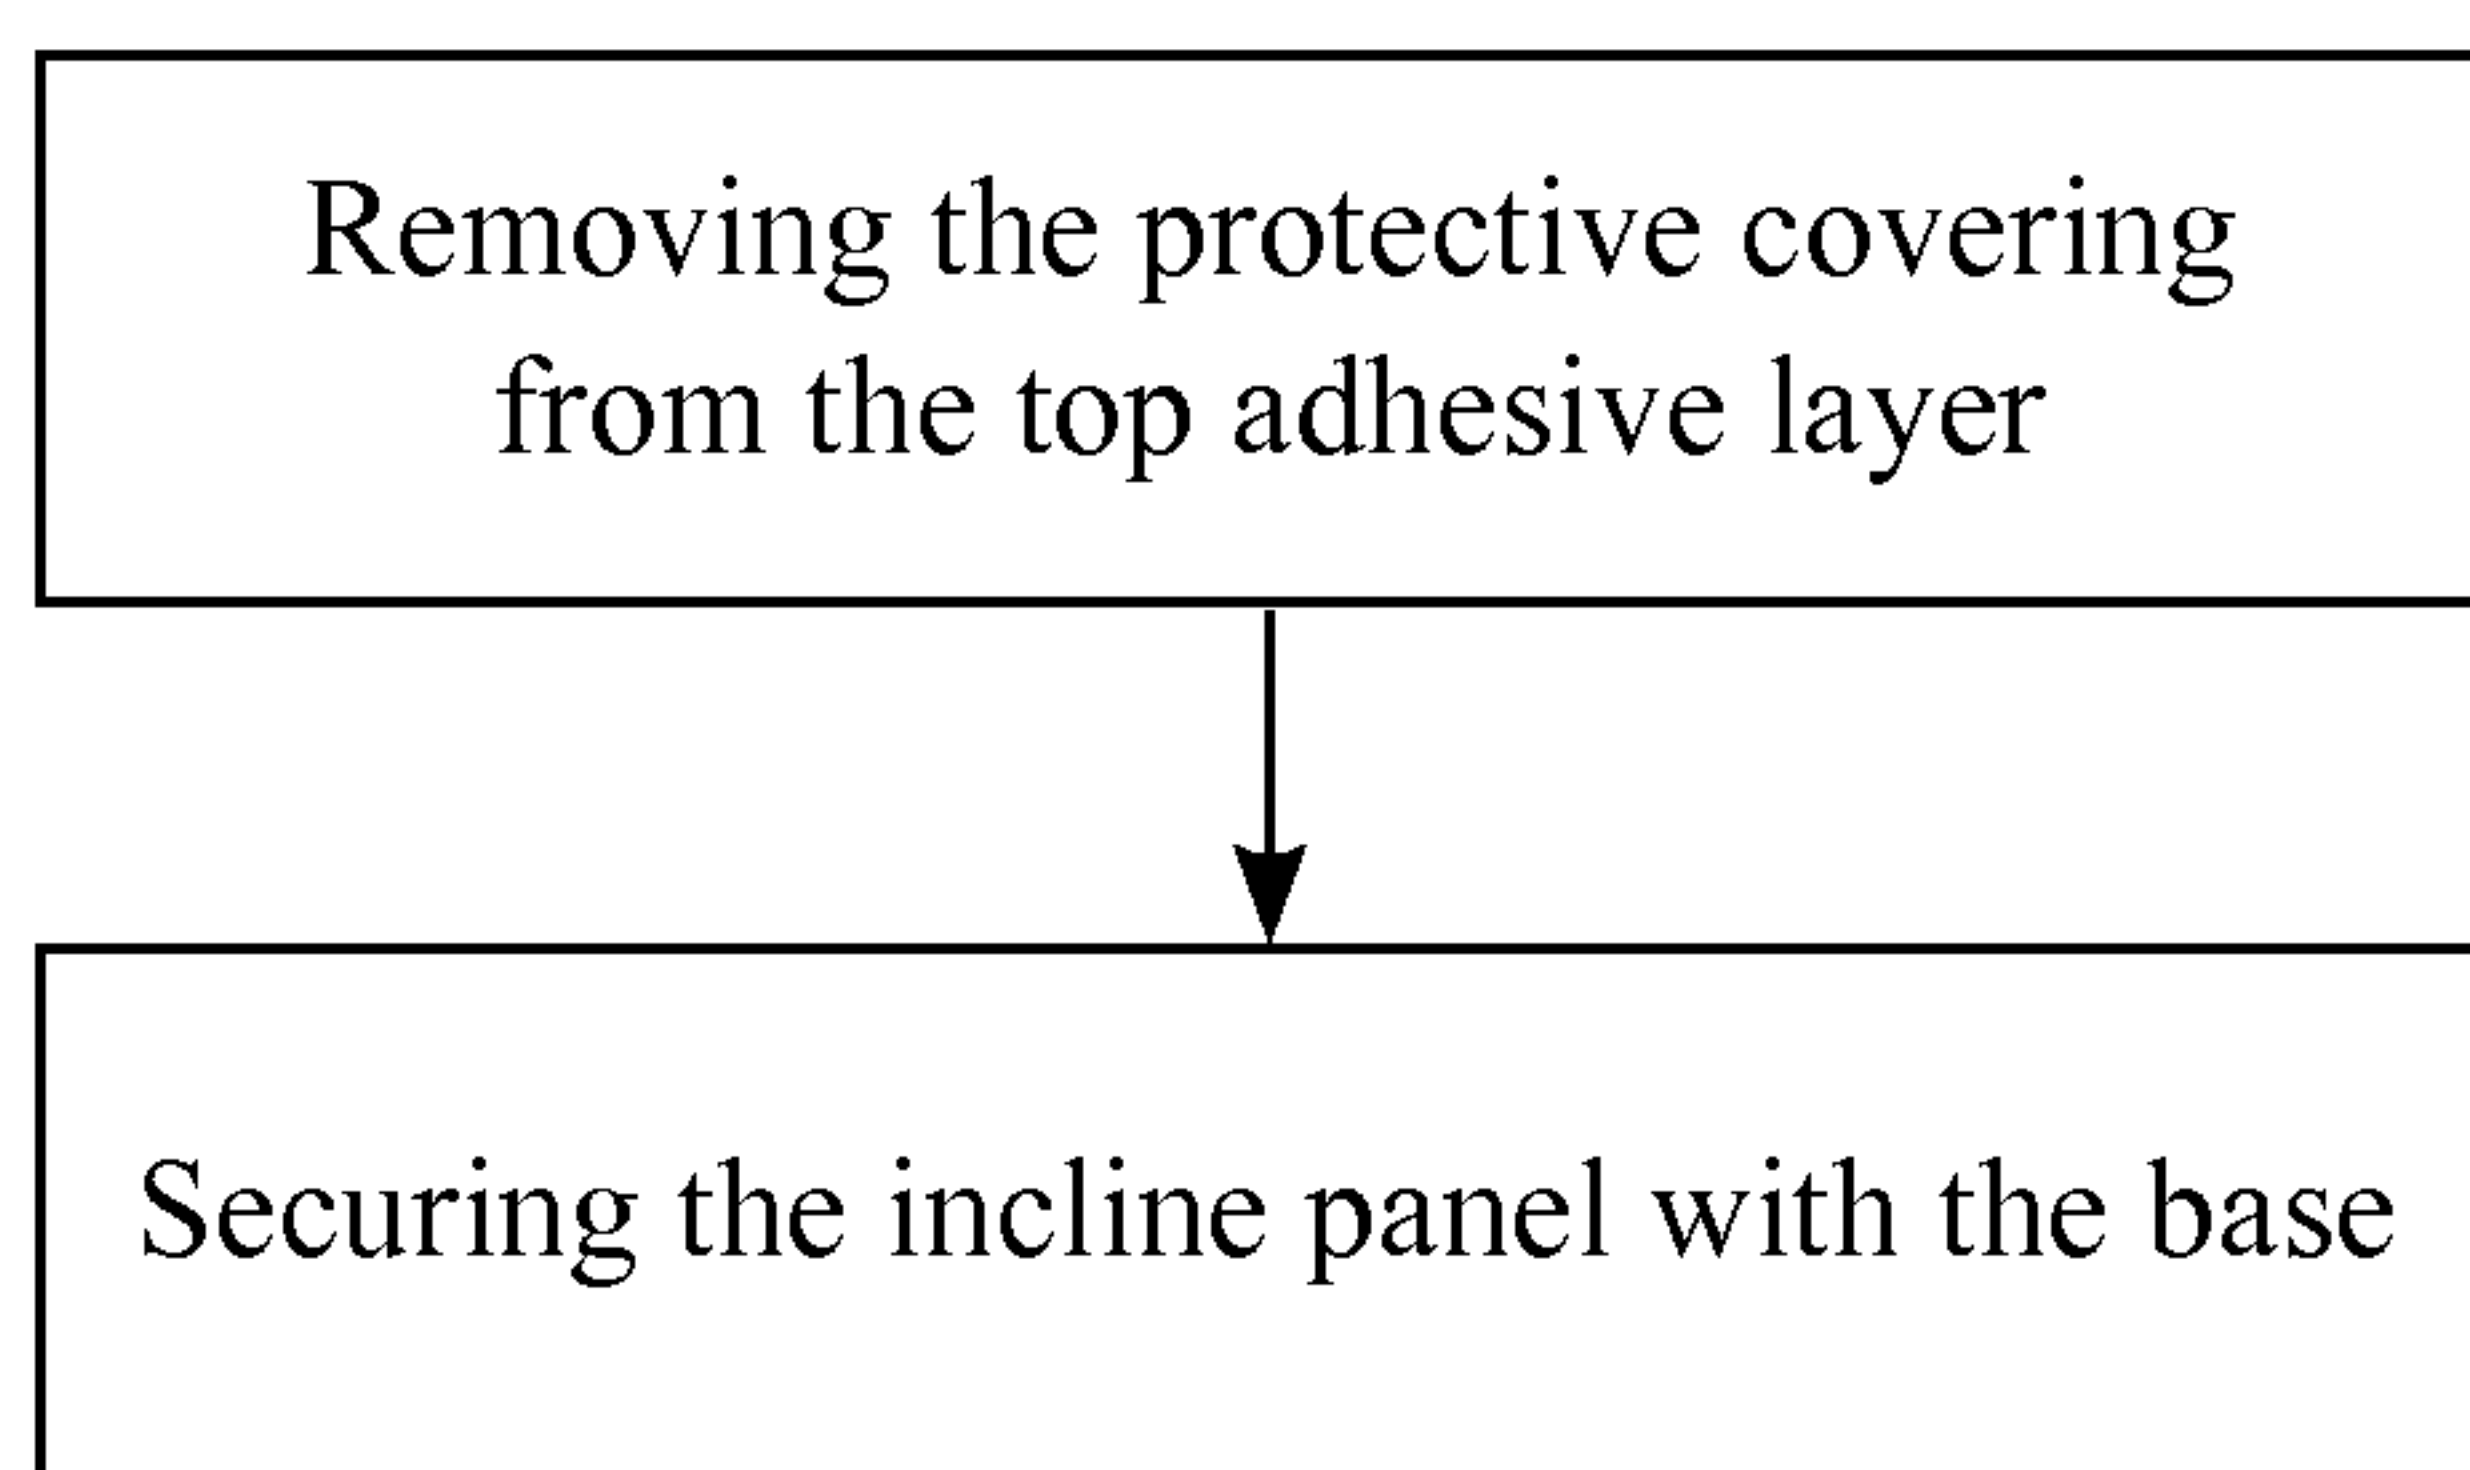 Removing the protective covering
from the top adhesive layer
Securing the incline panel with the base